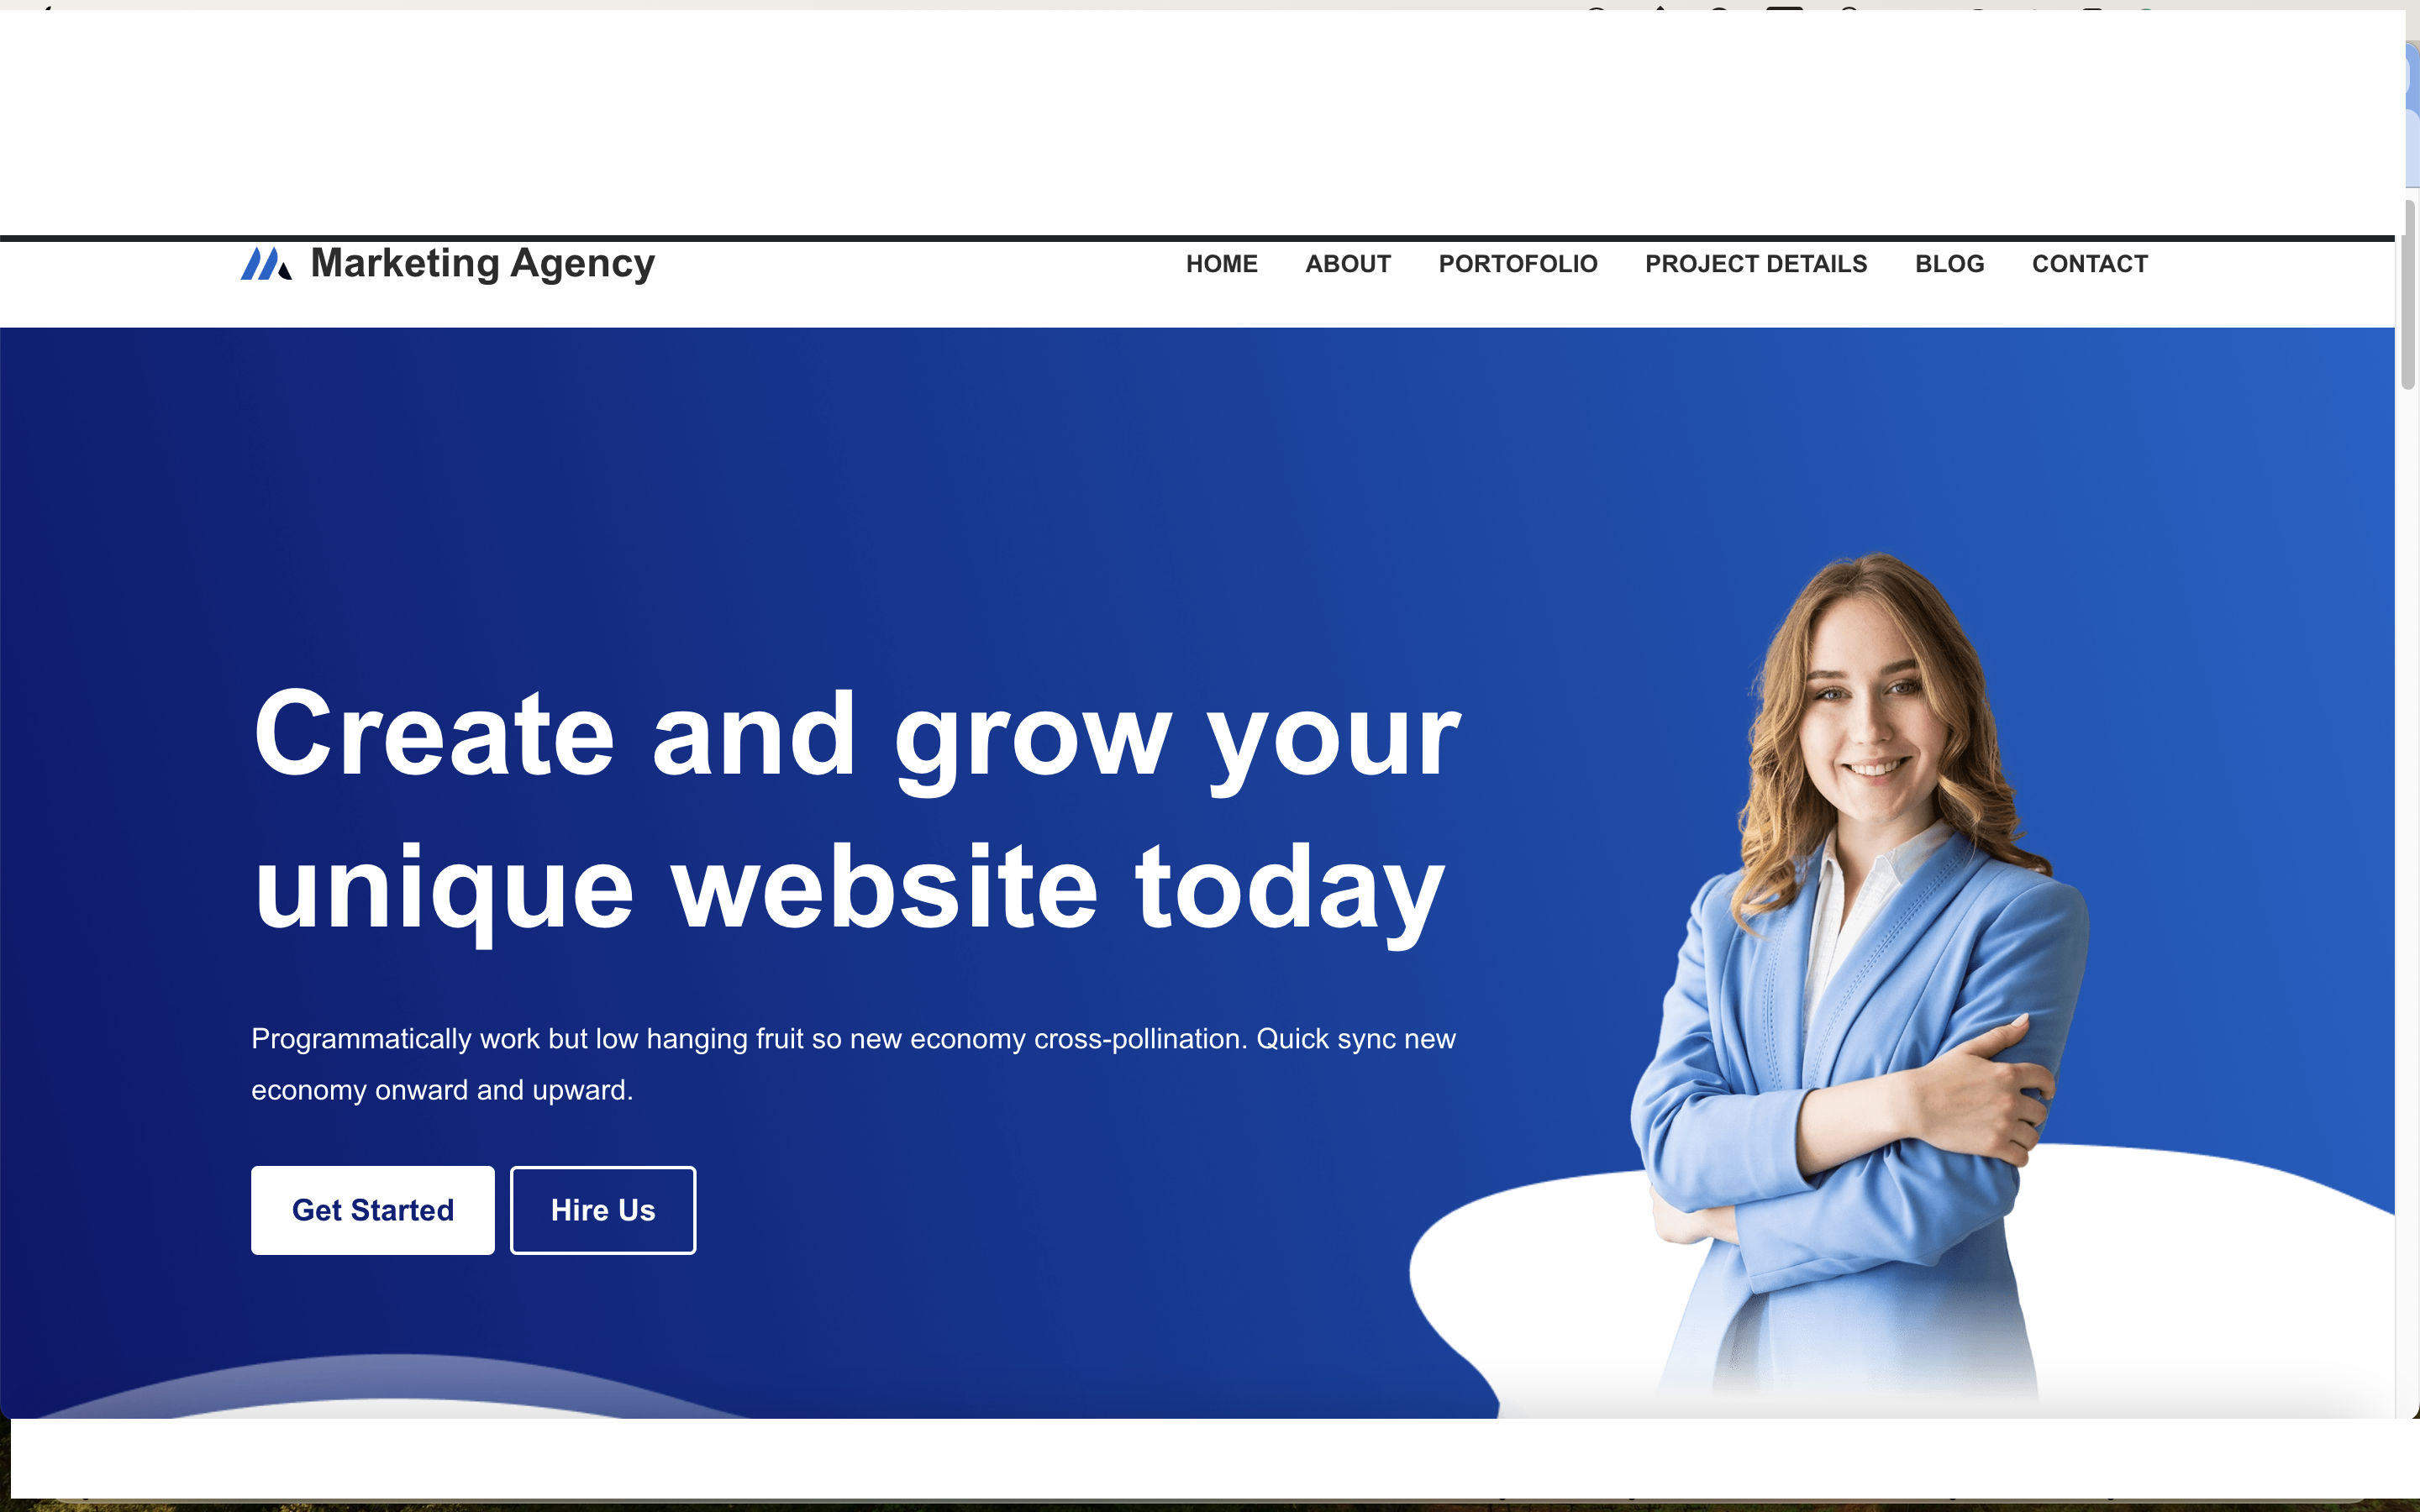 Marketing Agency
HOME ABOUT PORTOFOLIO PROJECT DETAILS BLOG CONTACT
Create and grow your
unique website today
Programmatically work but low hanging fruit so new economy cross-pollination. Quick sync new
economy onward and upward.
Get Started
Hire Us